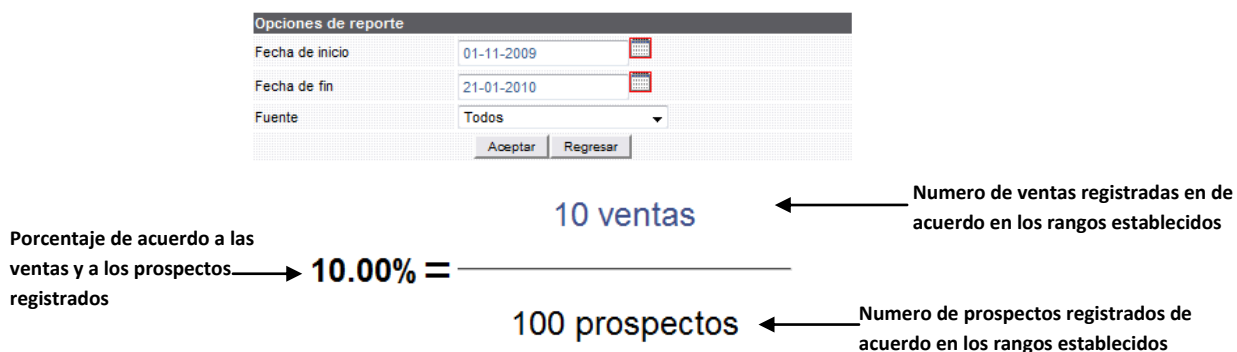 Opciones de reporte
Fecha de inicio 01-11-2009
Fecha de fin 21-01-2010
Fuente Todos
Aceptar Regresar
10 ventas
Numero de ventas registradas en de
acuerdo en los rangos establecidos
Porcentaje de acuerdo a las
ventas y a los prospectos
registrados
10.00% =
100 prospectos
Numero de prospectos registrados de
acuerdo en los rangos establecidos